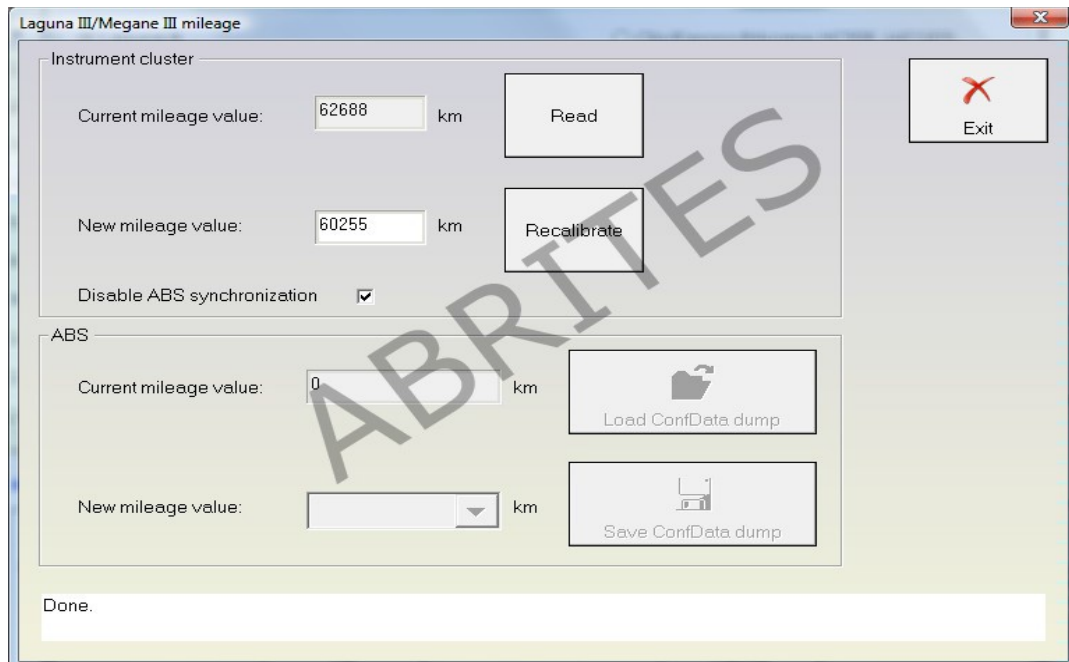 Laguna III/Megane III mileage
Instrument cluster
Current mileage value: 62688 km Read
Exit
New mileage value: 60255 km Recalibrate
Disable ABS synchronization
ABS
Current mileage value: 0 km Load ConfData dump
New mileage value: km Save ConfData dump
Done.
ABRITES